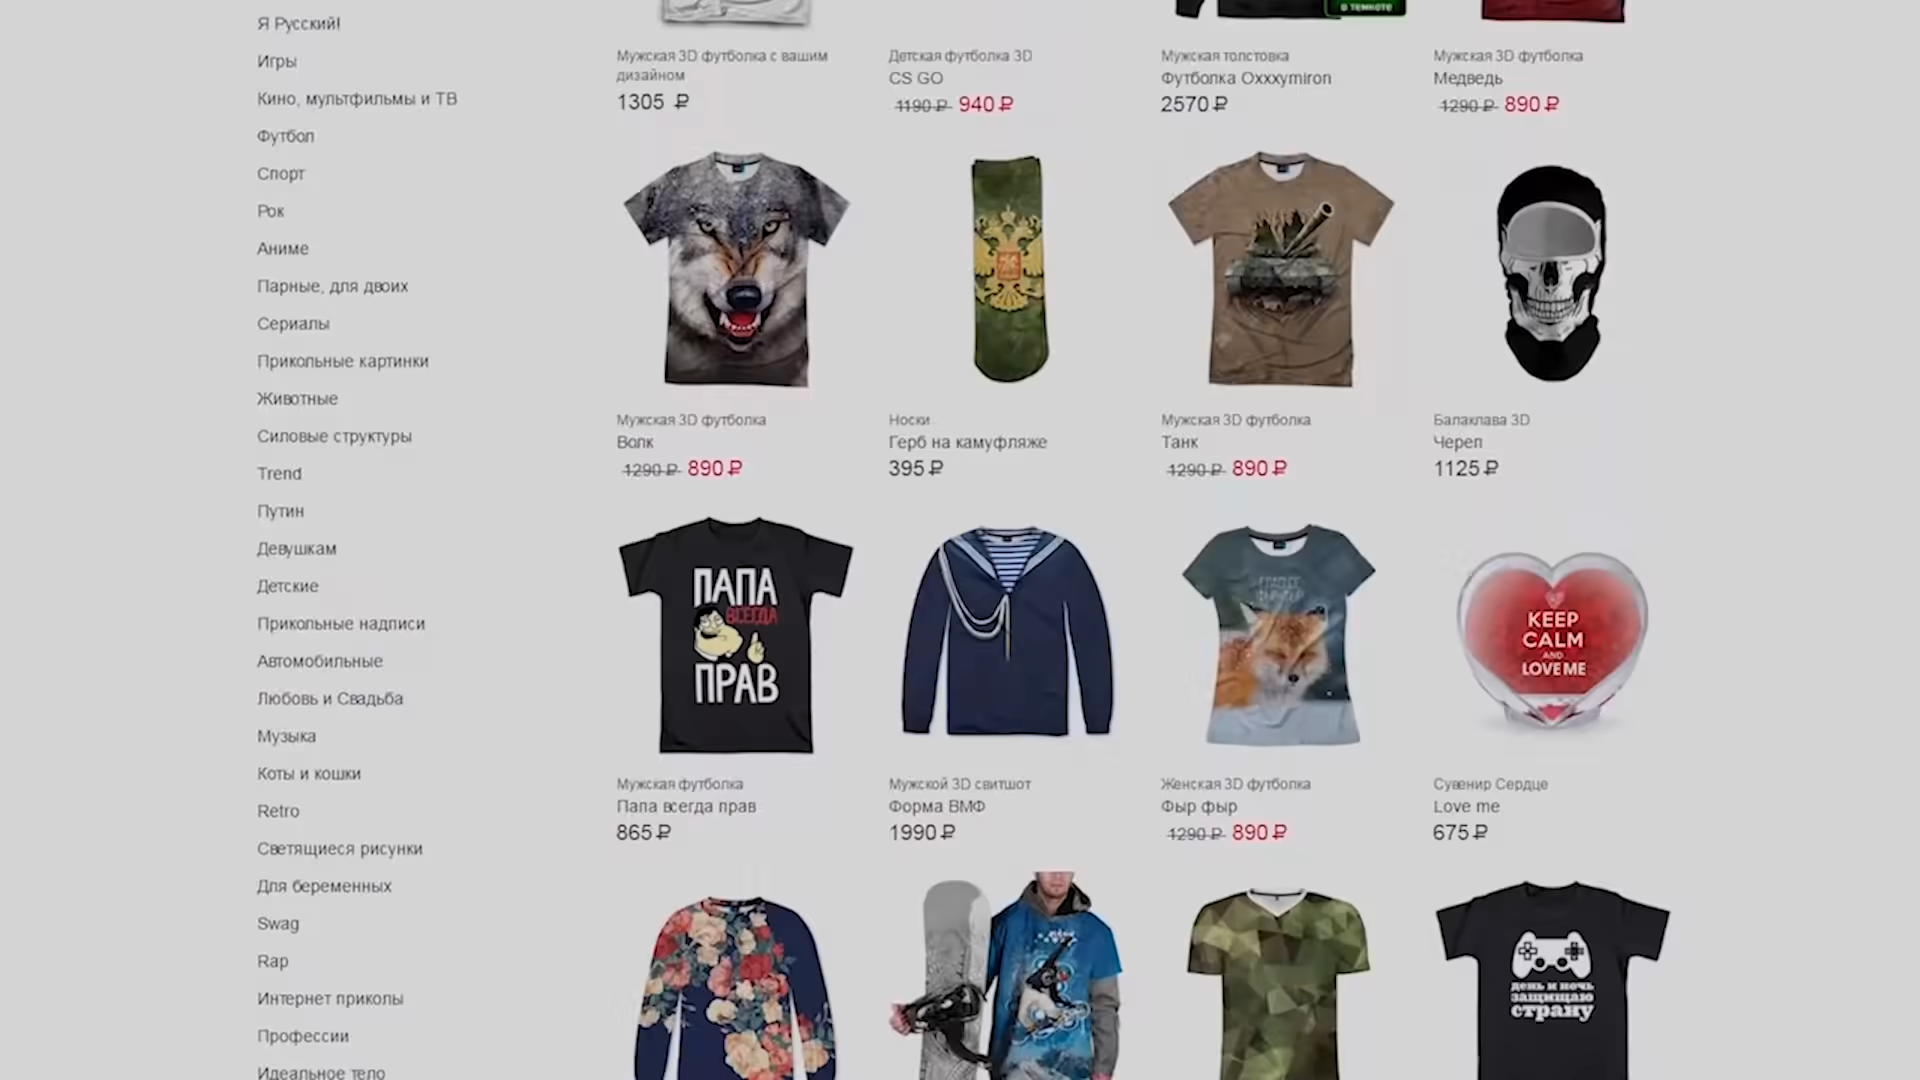 Я Русский!
Игры
Кино, мультфильмы и ТВ
Футбол
Спорт
Рок
Аниме
Парные, для двоих
Сериалы
Прикольные картинки
Животные
Силовые структуры
Trend
Путин
Девушкам
Детские
Прикольные надписи
Автомобильные
Любовь и Свадьба
Музыка
Коты и кошки
Retro
Светящиеся рисунки
Для беременных
Swag
Rap
Интернет приколы
Профессии
Идеальное тело
В ТЕМНОТЕ
Мужская 3D футболка с вашим
дизайном
1305 ₽
Детская футболка 3D
CS GO
1190 ₽ 940 ₽
Мужская толстовка
Футболка Oxxxymiron
2570 ₽
Мужская 3D футболка
Медведь
1290 ₽ 890 ₽
Мужская 3D футболка
Волк
1290 ₽ 890 ₽
Носки
Герб на камуфляже
395 ₽
Мужская 3D футболка
Танк
1290 ₽ 890 ₽
Балаклава 3D
Череп
1125 ₽
ПАПА
ВСЕГДА
ПРАВ
KEEP
CALM
AND
LOVE ME
Мужская футболка
Папа всегда прав
865 ₽
Мужской 3D свитшот
Форма ВМФ
1990 ₽
Женская 3D футболка
Фыр фыр
1290 ₽ 890 ₽
Сувенир Сердце
Love me
675 ₽
день и ночь
защищаю
страну